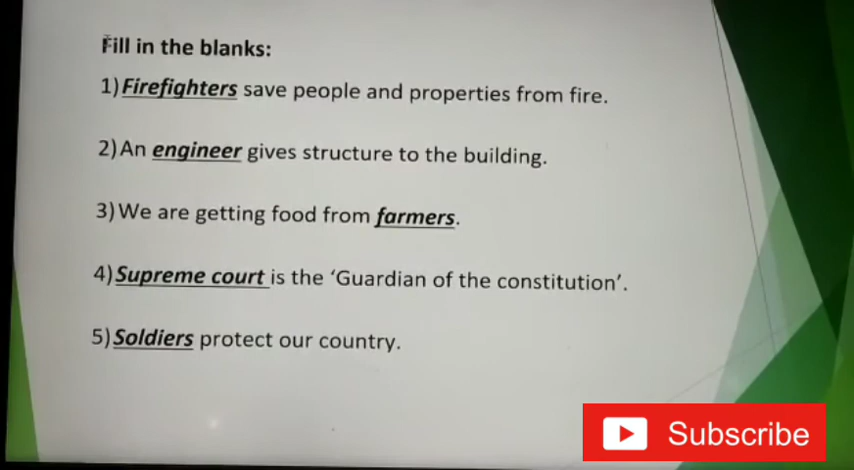 Fill in the blanks:
1) Firefighters save people and properties from fire.
2) An engineer gives structure to the building.
3) We are getting food from farmers.
4) Supreme court is the ‘Guardian of the constitution’.
5) Soldiers protect our country.
Subscribe